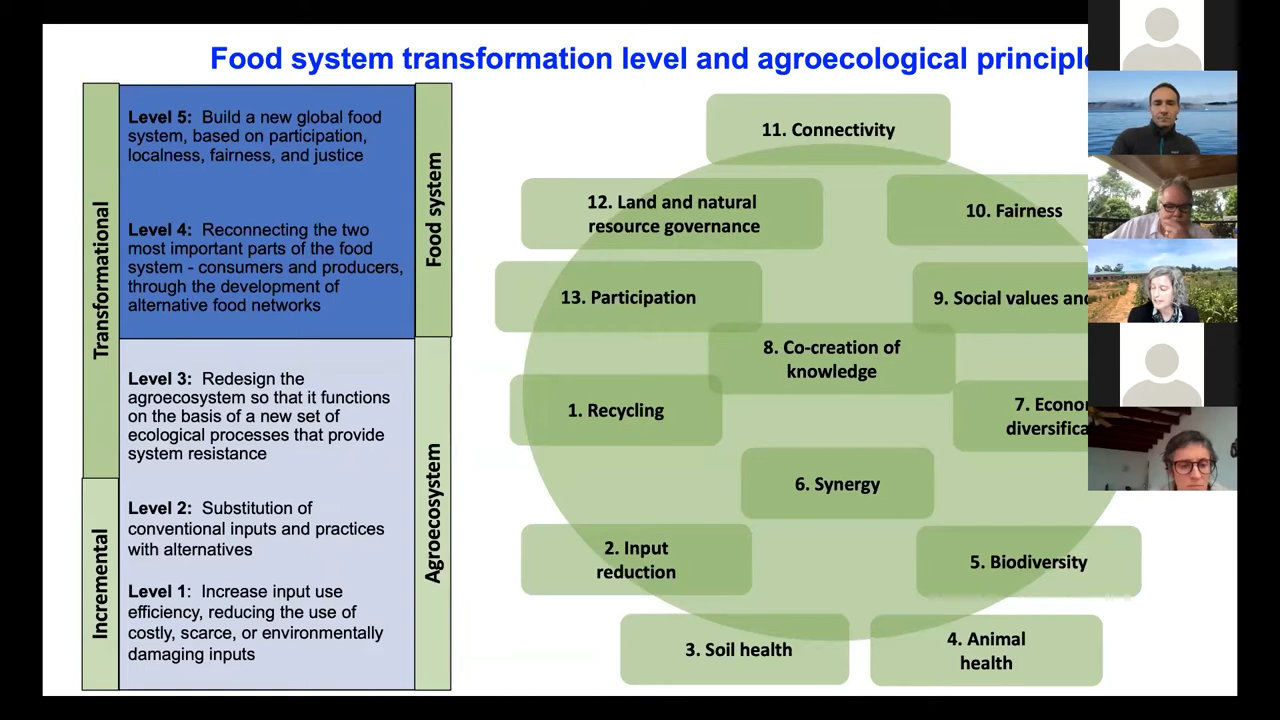 Food system transformation level and agroecological
Transformational
Incremental
Level 5: Build a new global food
system, based on participation,
localness, fairness, and justice
Level 4: Reconnecting the two
most important parts of the food
system - consumers and producers,
through the development of
alternative food networks
Level 3: Redesign the
agroecosystem so that it functions
on the basis of a new set of
ecological processes that provide
system resistance
Level 2: Substitution of
conventional inputs and practices
with alternatives
Level 1: Increase input use
efficiency, reducing the use of
costly, scarce, or environmentally
damaging inputs
Food system
Agroecosystem
11. Connectivity
12. Land and natural
resource governance
10. Fairness
13. Participation
9. Social values and
8. Co-creation of
knowledge
1. Recycling
7.
6. Synergy
2. Input
reduction
5. Biodiversity
3. Soil health
4. Animal
health